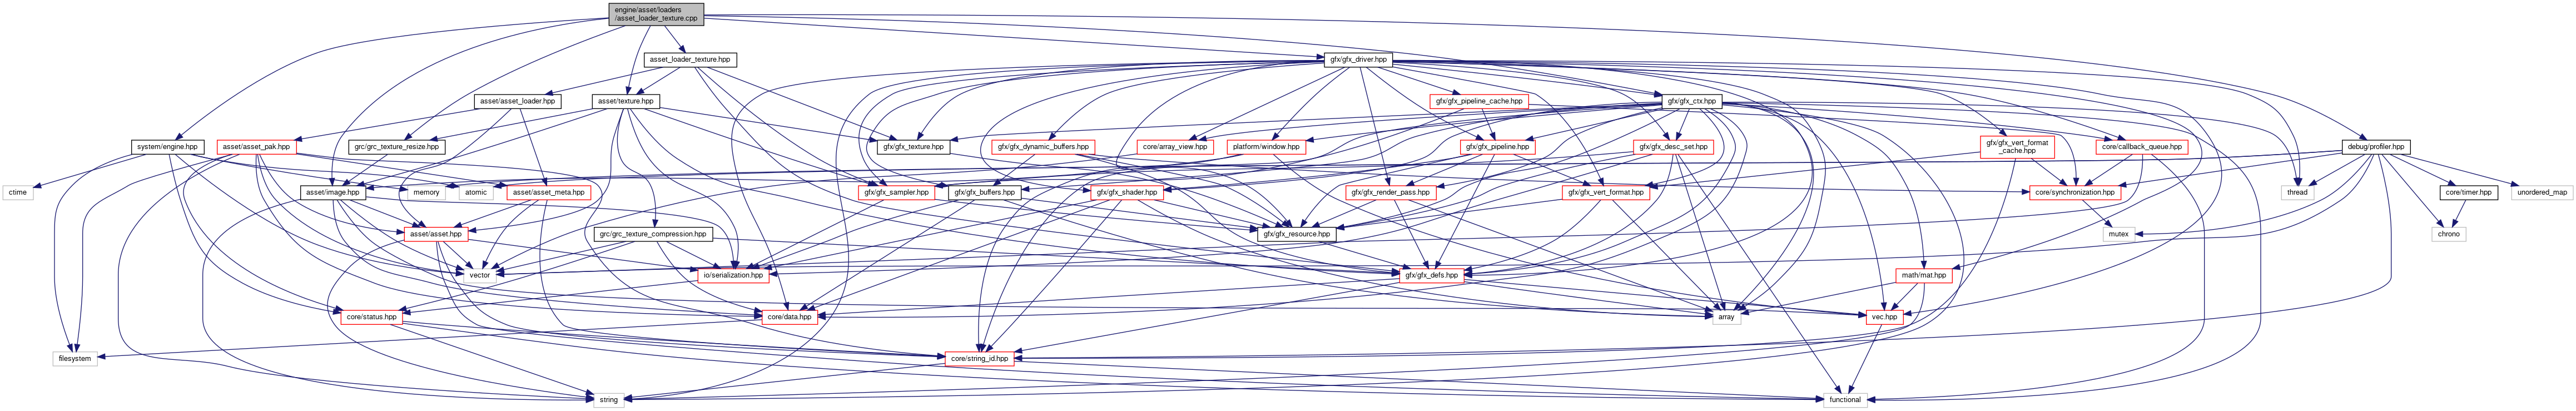 engine/asset/loaders
/asset_loader_texture.cpp
asset_loader_texture.hpp
gfx/gfx_driver.hpp
asset/asset_loader.hpp
asset/texture.hpp
gfx/gfx_pipeline_cache.hpp
gfx/gfx_ctx.hpp
system/engine.hpp
asset/asset_pak.hpp
grc/grc_texture_resize.hpp
gfx/gfx_texture.hpp
gfx/gfx_dynamic_buffers.hpp
core/array_view.hpp
platform/window.hpp
gfx/gfx_pipeline.hpp
gfx/gfx_desc_set.hpp
gfx/gfx_vert_format
_cache.hpp
core/callback_queue.hpp
debug/profiler.hpp
ctime
asset/image.hpp
memory
atomic
asset/asset_meta.hpp
gfx/gfx_sampler.hpp
gfx/gfx_buffers.hpp
gfx/gfx_shader.hpp
gfx/gfx_render_pass.hpp
gfx/gfx_vert_format.hpp
core/synchronization.hpp
thread
core/timer.hpp
unordered_map
asset/asset.hpp
grc/grc_texture_compression.hpp
gfx/gfx_resource.hpp
mutex
chrono
vector
io/serialization.hpp
gfx/gfx_defs.hpp
math/mat.hpp
core/status.hpp
core/data.hpp
array
vec.hpp
filesystem
core/string_id.hpp
string
functional